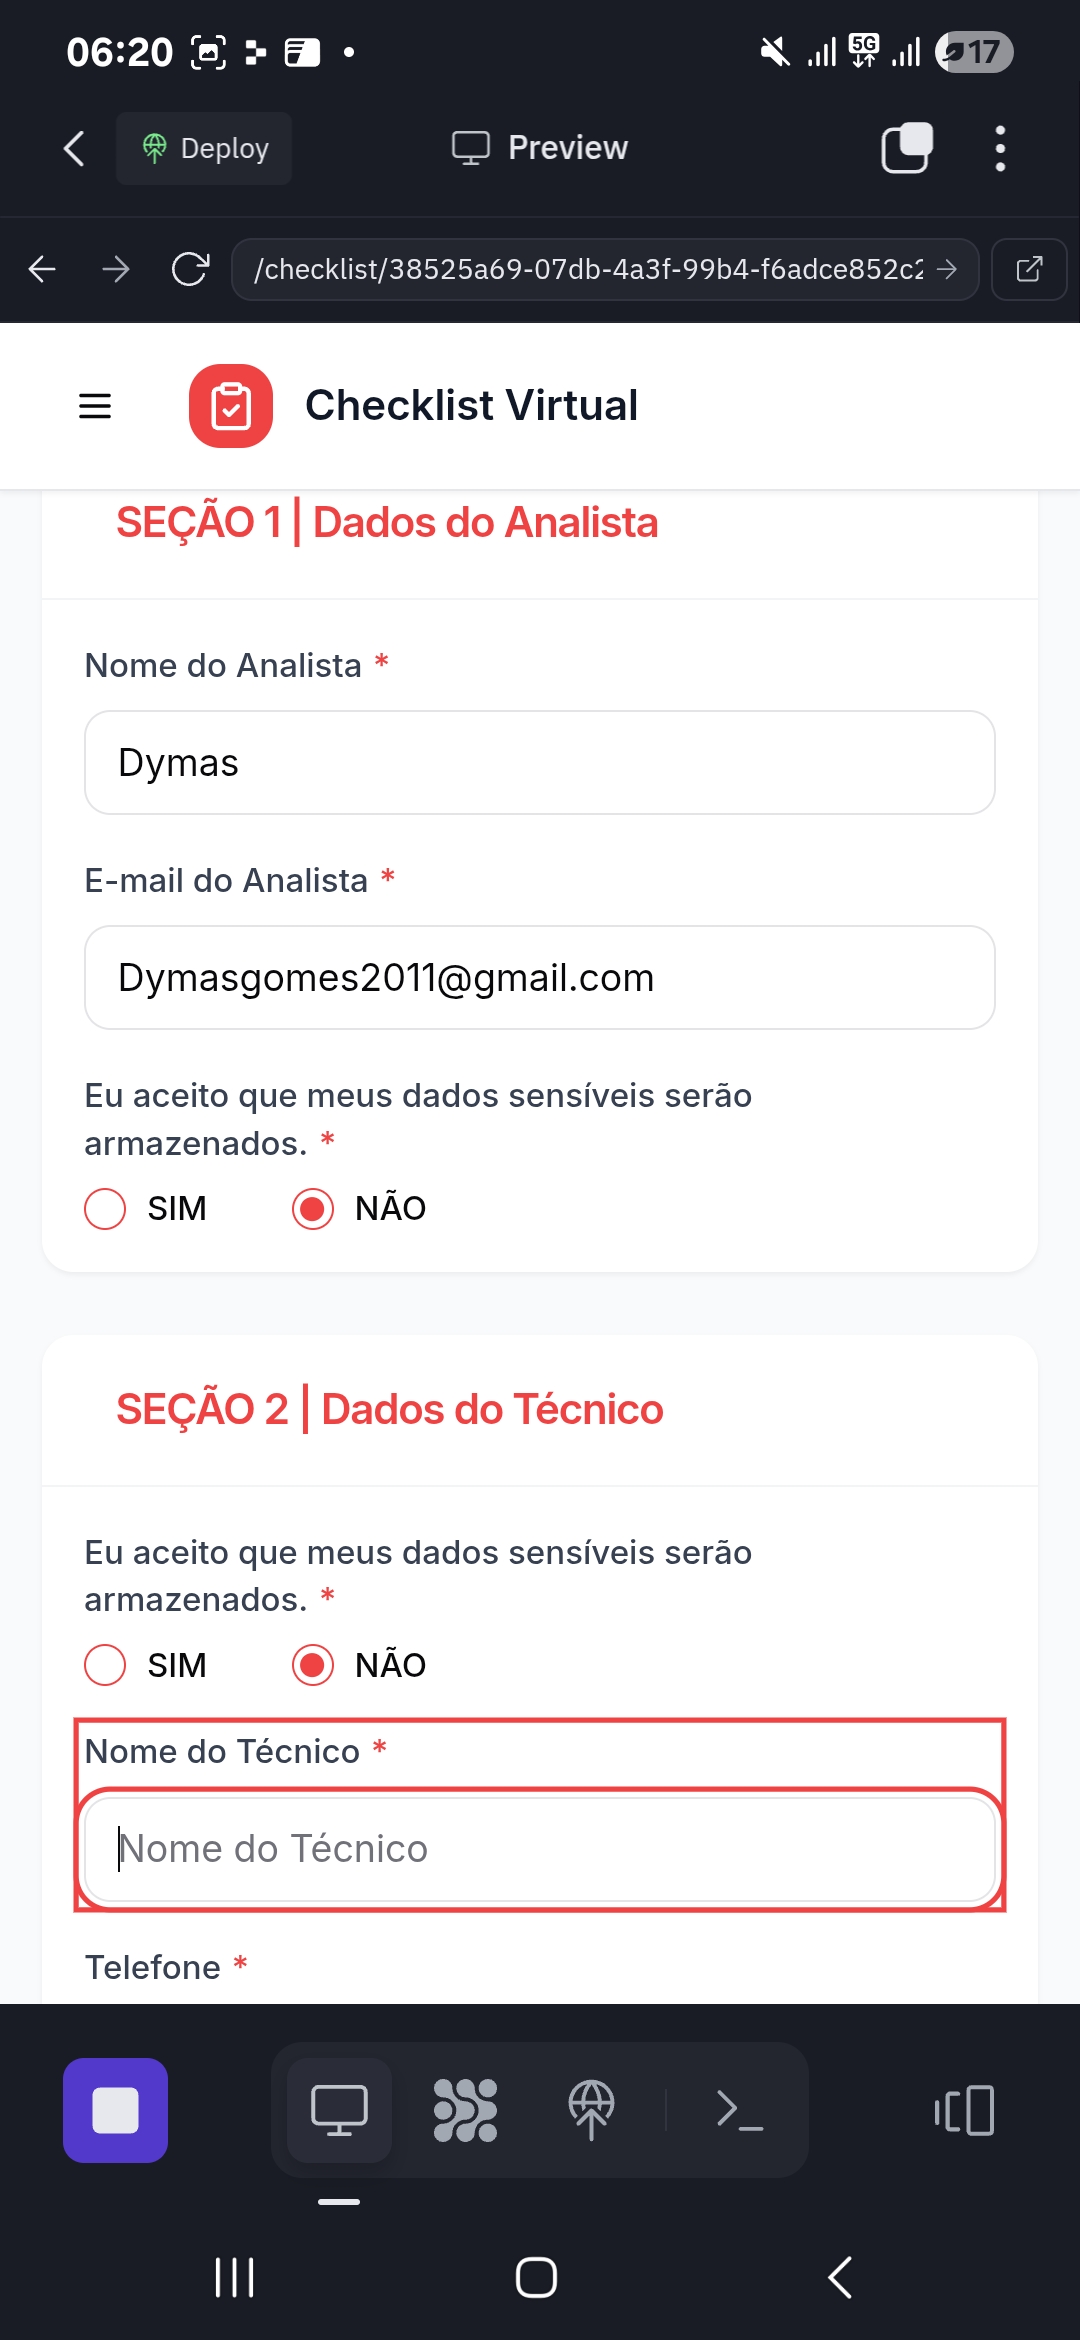 06:20
5G
17
Deploy
Preview
/checklist/38525a69-07db-4a3f-99b4-f6adce852c2
Checklist Virtual
SEÇÃO 1 | Dados do Analista
Nome do Analista *
Dymas
E-mail do Analista *
Dymasgomes2011@gmail.com
Eu aceito que meus dados sensíveis serão
armazenados. *
SIM
NÃO
SEÇÃO 2 | Dados do Técnico
Eu aceito que meus dados sensíveis serão
armazenados. *
SIM
NÃO
Nome do Técnico *
Nome do Técnico
Telefone *